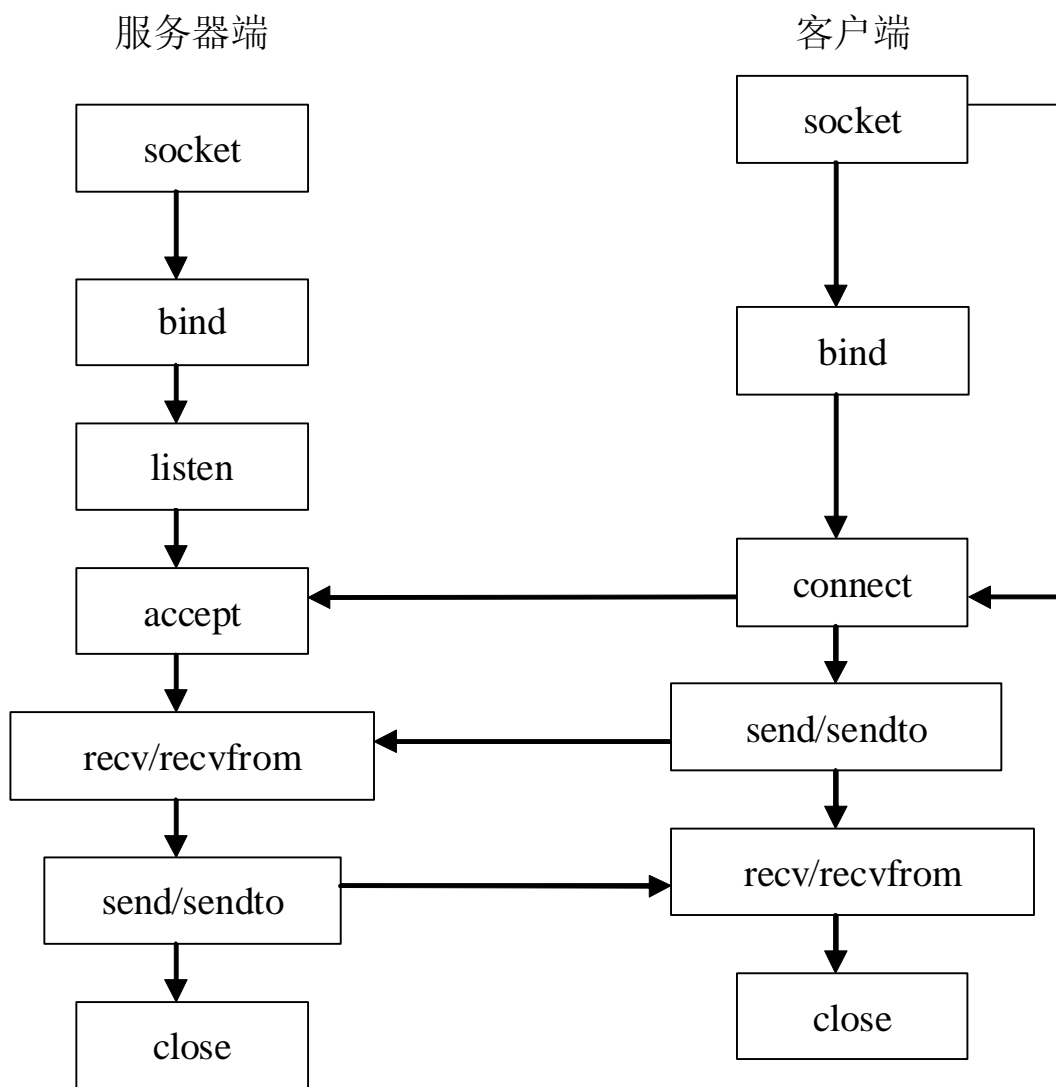 服务器端
客户端
socket
bind
listen
accept
recv/recvfrom
send/sendto
close
socket
bind
connect
send/sendto
recv/recvfrom
close